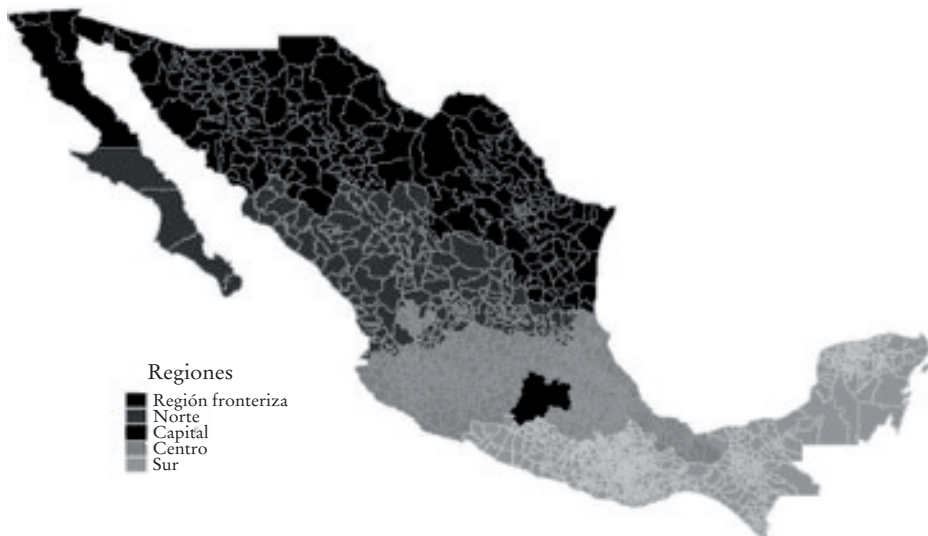 Regiones
Región fronteriza
Norte
Capital
Centro
Sur